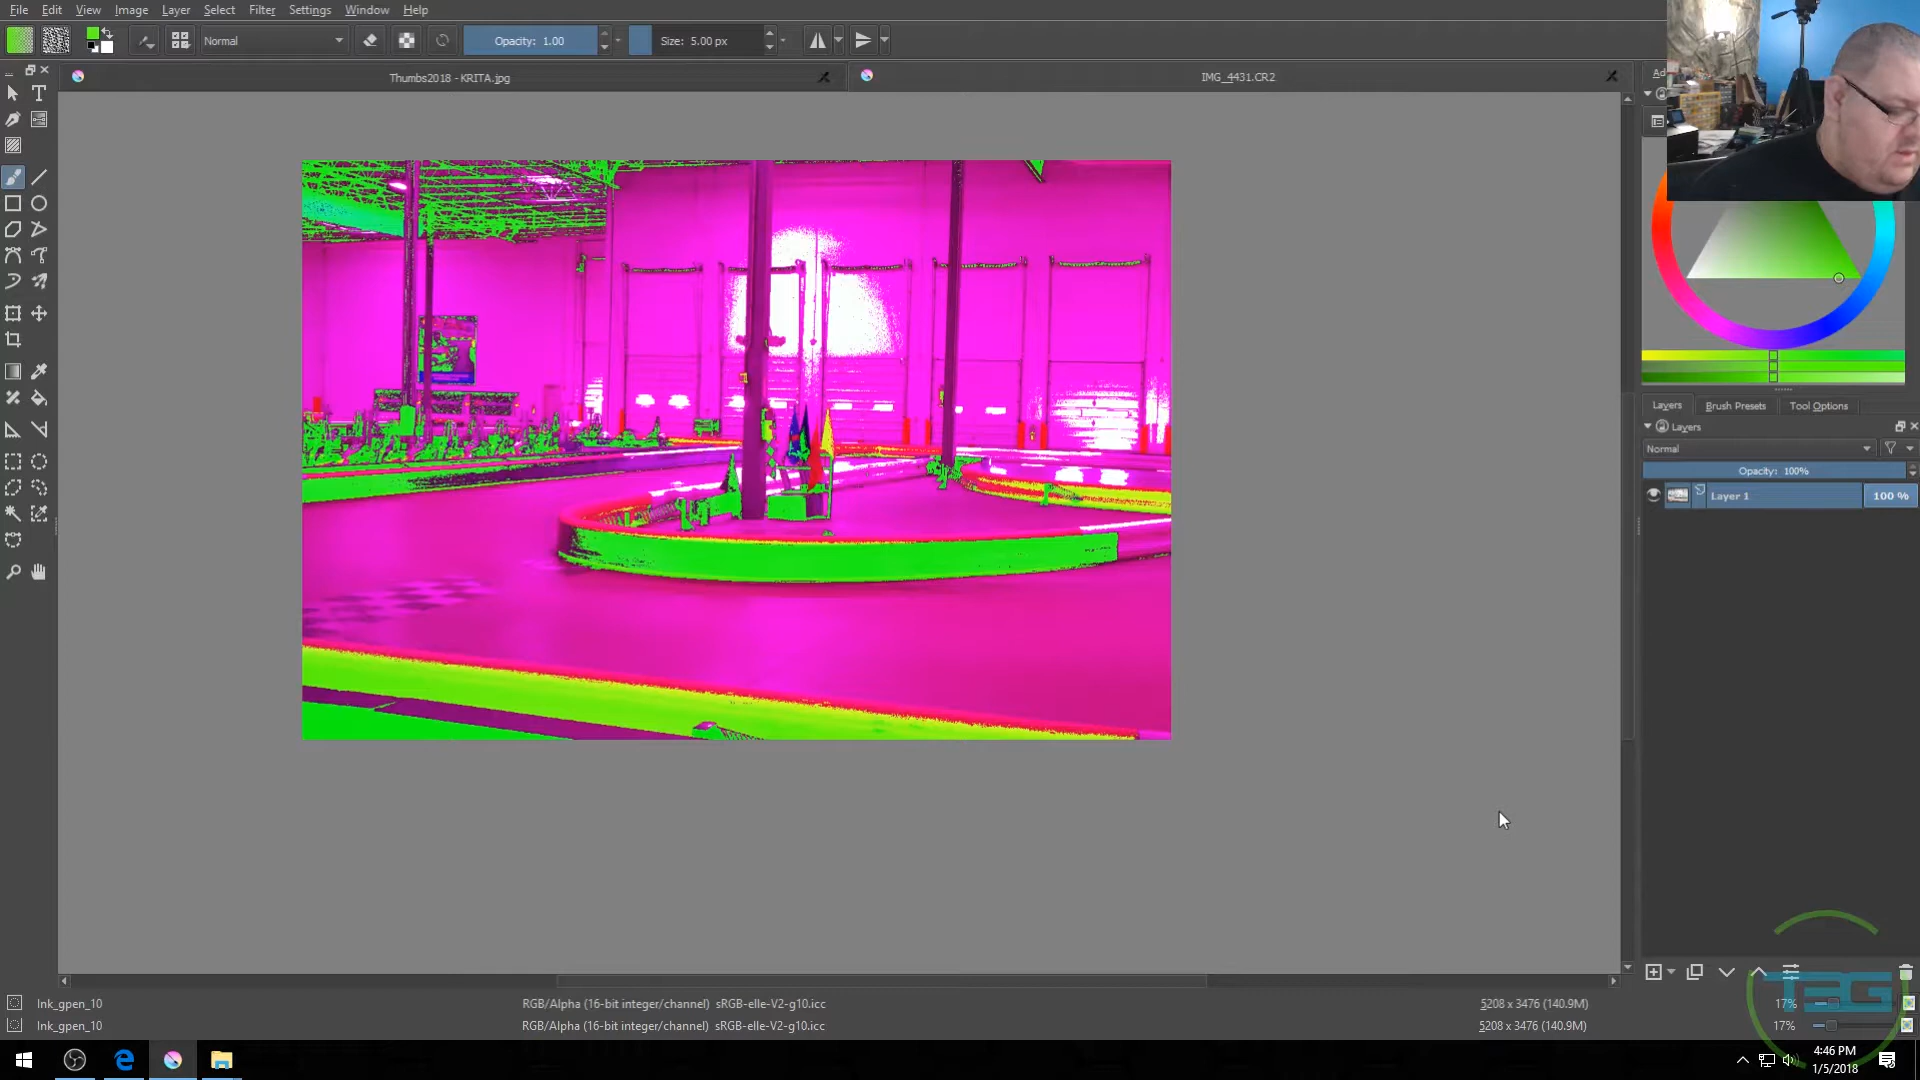 File Edit View Image Layer Select Filter Settings Window Help
Normal Opacity: 1.00 Size: 5.00 px
Thumbs2018 - KRITA.jpg IMG_4431.CR2
Layers Brush Presets Tool Options
Layers
Normal
Opacity: 100%
Layer 1 100 %
T2G
Ink_gpen_10 RGB/Alpha (16-bit integer/channel) sRGB-elle-V2-g10.icc 5208 x 3476 (140.9M) 17%
Ink_gpen_10 RGB/Alpha (16-bit integer/channel) sRGB-elle-V2-g10.icc 5208 x 3476 (140.9M) 17%
4:46 PM
1/5/2018